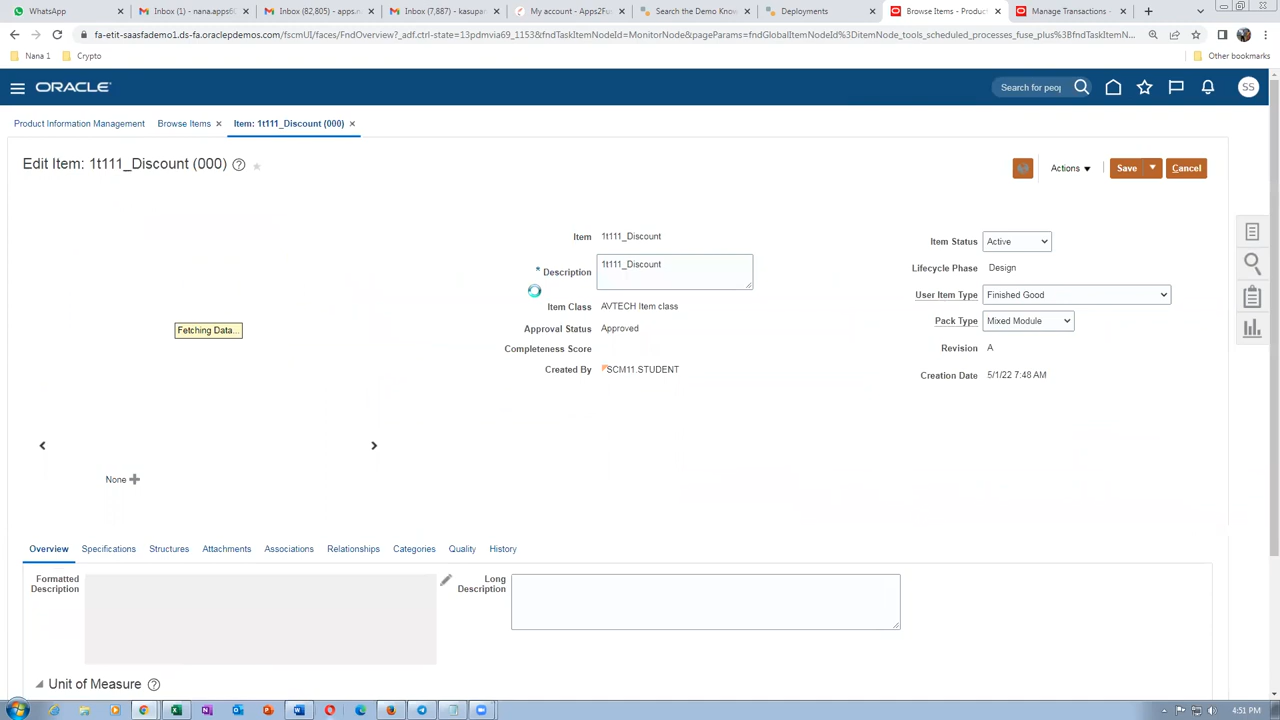 WhatsApp
Inbox (1) - nana.apps6
Inbox (82,805) - apps.n
Inbox (7,887) - kasupan
My account - Apps2Fu
Search the Demo Knowl
Deployments
Browse Items - Product
Manage Transactions -
fa-etit-saasfademo1.ds-fa.oraclepdemos.com/fscmUI/faces/FndOverview?_adf.ctrl-state=13pdmvia69_1153&fndTaskItemNodeId=MonitorNode&pageParams=fndGlobalItemNodeId%3DitemNode_tools_scheduled_processes_fuse_plus%3BfndTaskItemN...
Nana 1
Crypto
Other bookmarks
ORACLE
Search for peop
SS
Product Information Management
Browse Items
Item: 1t111_Discount (000)
Edit Item: 1t111_Discount (000)
Actions
Save
Cancel
Item 1t111_Discount
* Description 1t111_Discount
Item Class AVTECH Item class
Approval Status Approved
Completeness Score
Created By SCM11.STUDENT
Item Status Active
Lifecycle Phase Design
User Item Type Finished Good
Pack Type Mixed Module
Revision A
Creation Date 5/1/22 7:48 AM
Fetching Data...
None
Overview
Specifications
Structures
Attachments
Associations
Relationships
Categories
Quality
History
Formatted
Description
Long
Description
Unit of Measure
4:51 PM